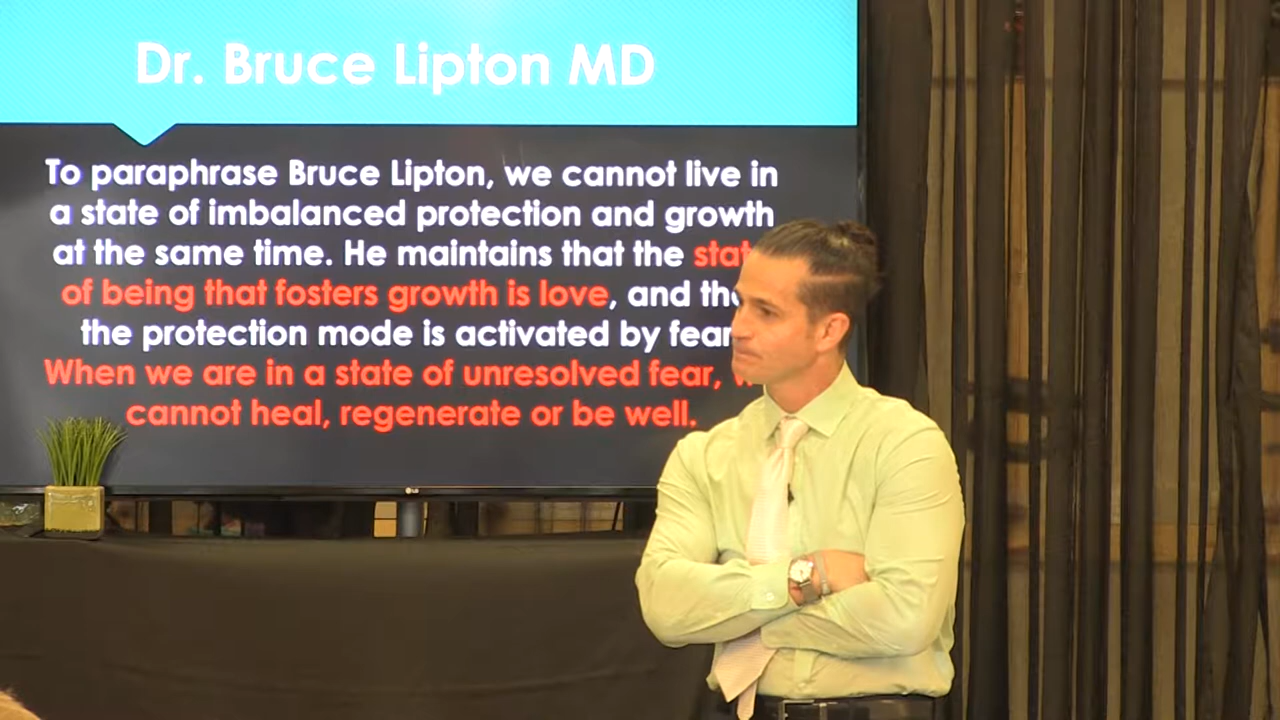 Dr. Bruce Lipton MD
To paraphrase Bruce Lipton, we cannot live in
a state of imbalanced protection and growth
at the same time. He maintains that the
of being that fosters growth is love, and
the protection mode is activated by fear
When we are in a state of unresolved fear,
cannot heal, regenerate or be well.
LG